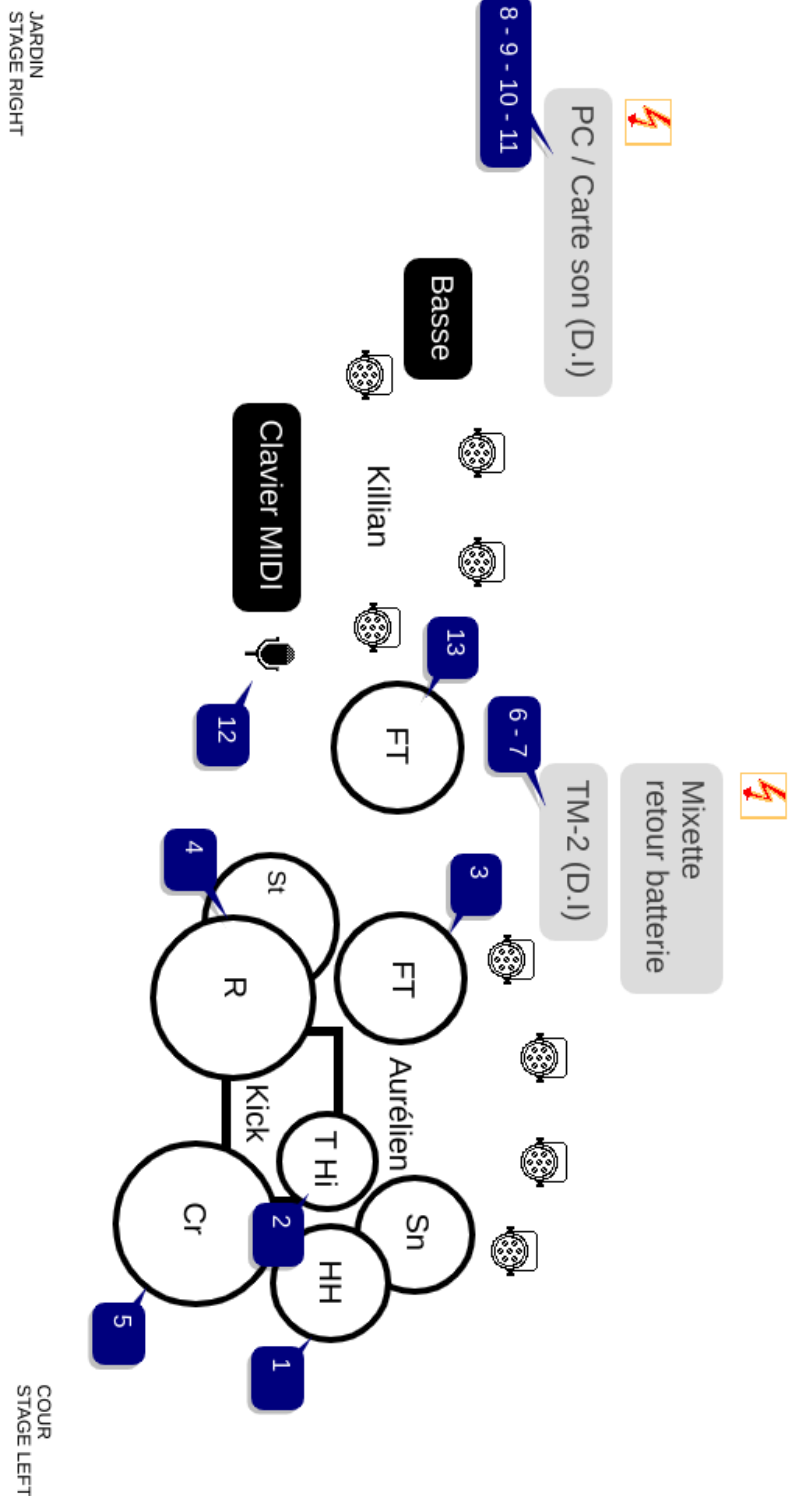 Mixette
retour batterie
PC / Carte son (D.I)
TM-2 (D.I)
8 - 9 - 10 - 11
6 - 7
Basse
13
3
Killian
FT
FT
Aurélien
Sn
Clavier MIDI
12
4
St
R
Kick
T Hi
HH
2
1
Cr
5
JARDIN
STAGE RIGHT
COUR
STAGE LEFT